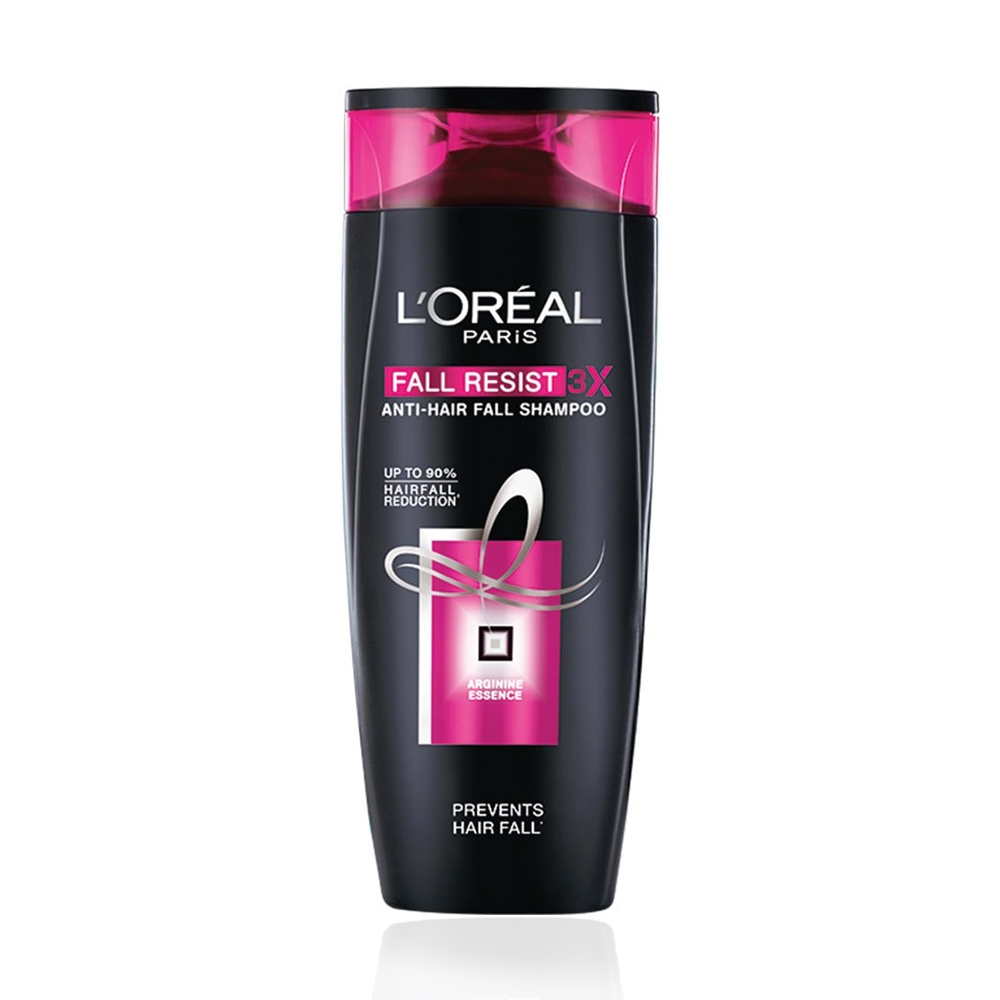 L'ORÉAL
PARiS
FALL RESIST 3X
ANTI-HAIR FALL SHAMPOO
UP TO 90%
HAIRFALL
REDUCTION*
ARGININE
ESSENCE
PREVENTS
HAIR FALL*